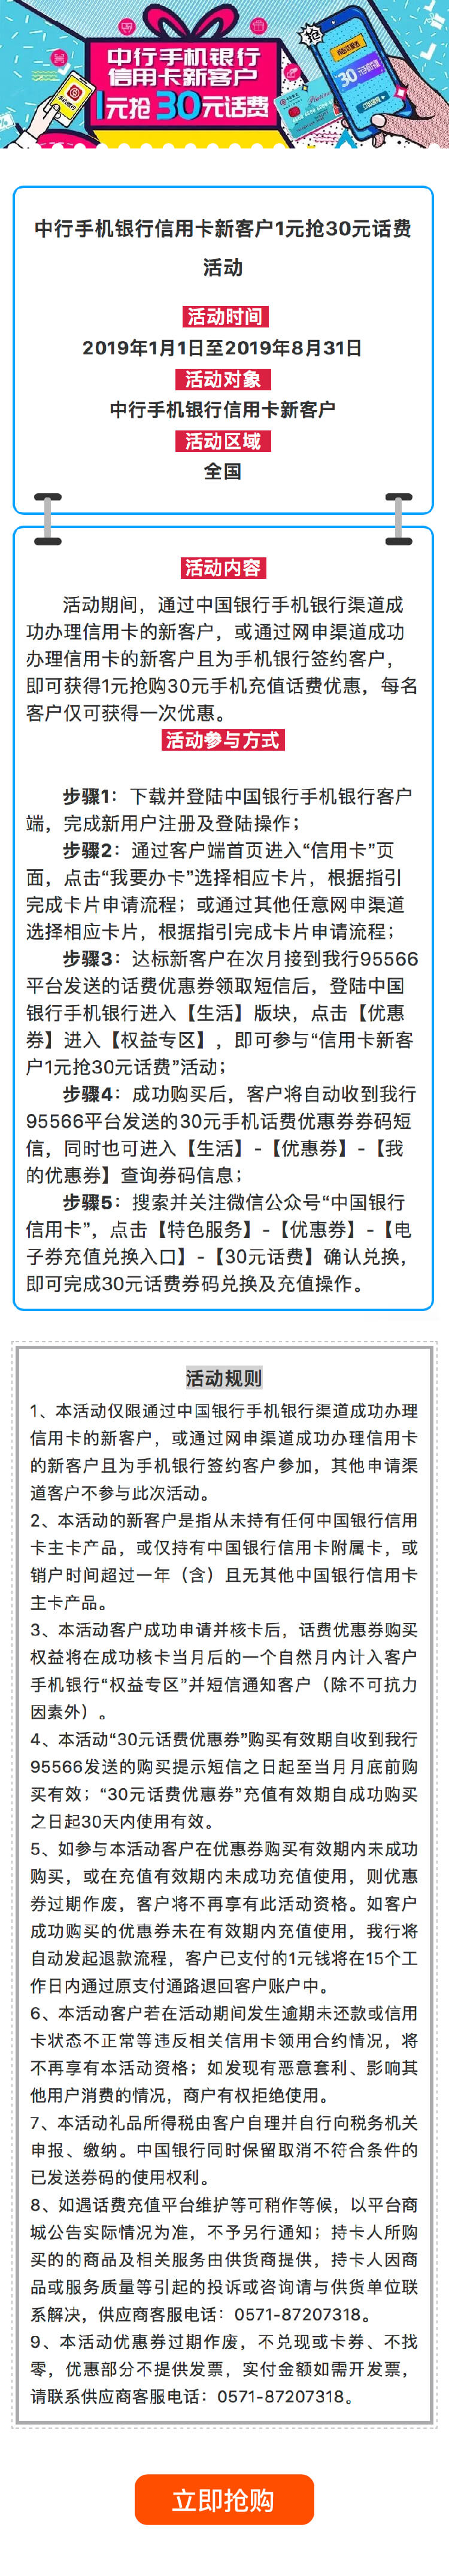 中行手机银行
信用卡新客户
1元抢30元话费
抢
30
中行手机银行信用卡新客户1元抢30元话费
活动
活动时间
2019年1月1日至2019年8月31日
活动对象
中行手机银行信用卡新客户
活动区域
全国
活动内容
活动期间，通过中国银行手机银行渠道成
功办理信用卡的新客户，或通过网申渠道成功
办理信用卡的新客户且为手机银行签约客户，
即可获得1元抢购30元手机充值话费优惠，每名
客户仅可获得一次优惠。
活动参与方式
步骤1：下载并登陆中国银行手机银行客户
端，完成新用户注册及登陆操作；
步骤2：通过客户端首页进入“信用卡”页
面，点击“我要办卡”选择相应卡片，根据指引
完成卡片申请流程；或通过其他任意网申渠道
选择相应卡片，根据指引完成卡片申请流程；
步骤3：达标新客户在次月接到我行95566
平台发送的话费优惠券领取短信后，登陆中国
银行手机银行进入【生活】版块，点击【优惠
券】进入【权益专区】，即可参与“信用卡新客
户1元抢30元话费”活动；
步骤4：成功购买后，客户将自动收到我行
95566平台发送的30元手机话费优惠券券码短
信，同时也可进入【生活】-【优惠券】-【我
的优惠券】查询券码信息；
步骤5：搜索并关注微信公众号“中国银行
信用卡”，点击【特色服务】-【优惠券】-【电
子券充值兑换入口】-【30元话费】确认兑换，
即可完成30元话费券码兑换及充值操作。
活动规则
1、本活动仅限通过中国银行手机银行渠道成功办理
信用卡的新客户，或通过网申渠道成功办理信用卡
的新客户且为手机银行签约客户参加，其他申请渠
道客户不参与此次活动。
2、本活动的新客户是指从未持有任何中国银行信用
卡主卡产品，或仅持有中国银行信用卡附属卡，或
销户时间超过一年（含）且无其他中国银行信用卡
主卡产品。
3、本活动客户成功申请并核卡后，话费优惠券购买
权益将在成功核卡当月后的一个自然月内计入客户
手机银行“权益专区”并短信通知客户（除不可抗力
因素外）。
4、本活动“30元话费优惠券”购买有效期自收到我行
95566发送的购买提示短信之日起至当月月底前购
买有效；“30元话费优惠券”充值有效期自成功购买
之日起30天内使用有效。
5、如参与本活动客户在优惠券购买有效期内未成功
购买，或在充值有效期内未成功充值使用，则优惠
券过期作废，客户将不再享有此活动资格。如客户
成功购买的优惠券未在有效期内充值使用，我行将
自动发起退款流程，客户已支付的1元钱将在15个工
作日内通过原支付通路退回客户账户中。
6、本活动客户若在活动期间发生逾期未还款或信用
卡状态不正常等违反相关信用卡领用合约情况，将
不再享有本活动资格；如发现有恶意套利、影响其
他用户消费的情况，商户有权拒绝使用。
7、本活动礼品所得税由客户自理并自行向税务机关
申报、缴纳。中国银行同时保留取消不符合条件的
已发送券码的使用权利。
8、如遇话费充值平台维护等可稍作等候，以平台商
城公告实际情况为准，不予另行通知；持卡人所购
买的的商品及相关服务由供货商提供，持卡人因商
品或服务质量等引起的投诉或咨询请与供货单位联
系解决，供应商客服电话：0571-87207318。
9、本活动优惠券过期作废，不兑现或卡券、不找
零，优惠部分不提供发票，实付金额如需开发票，
请联系供应商客服电话：0571-87207318。
立即抢购